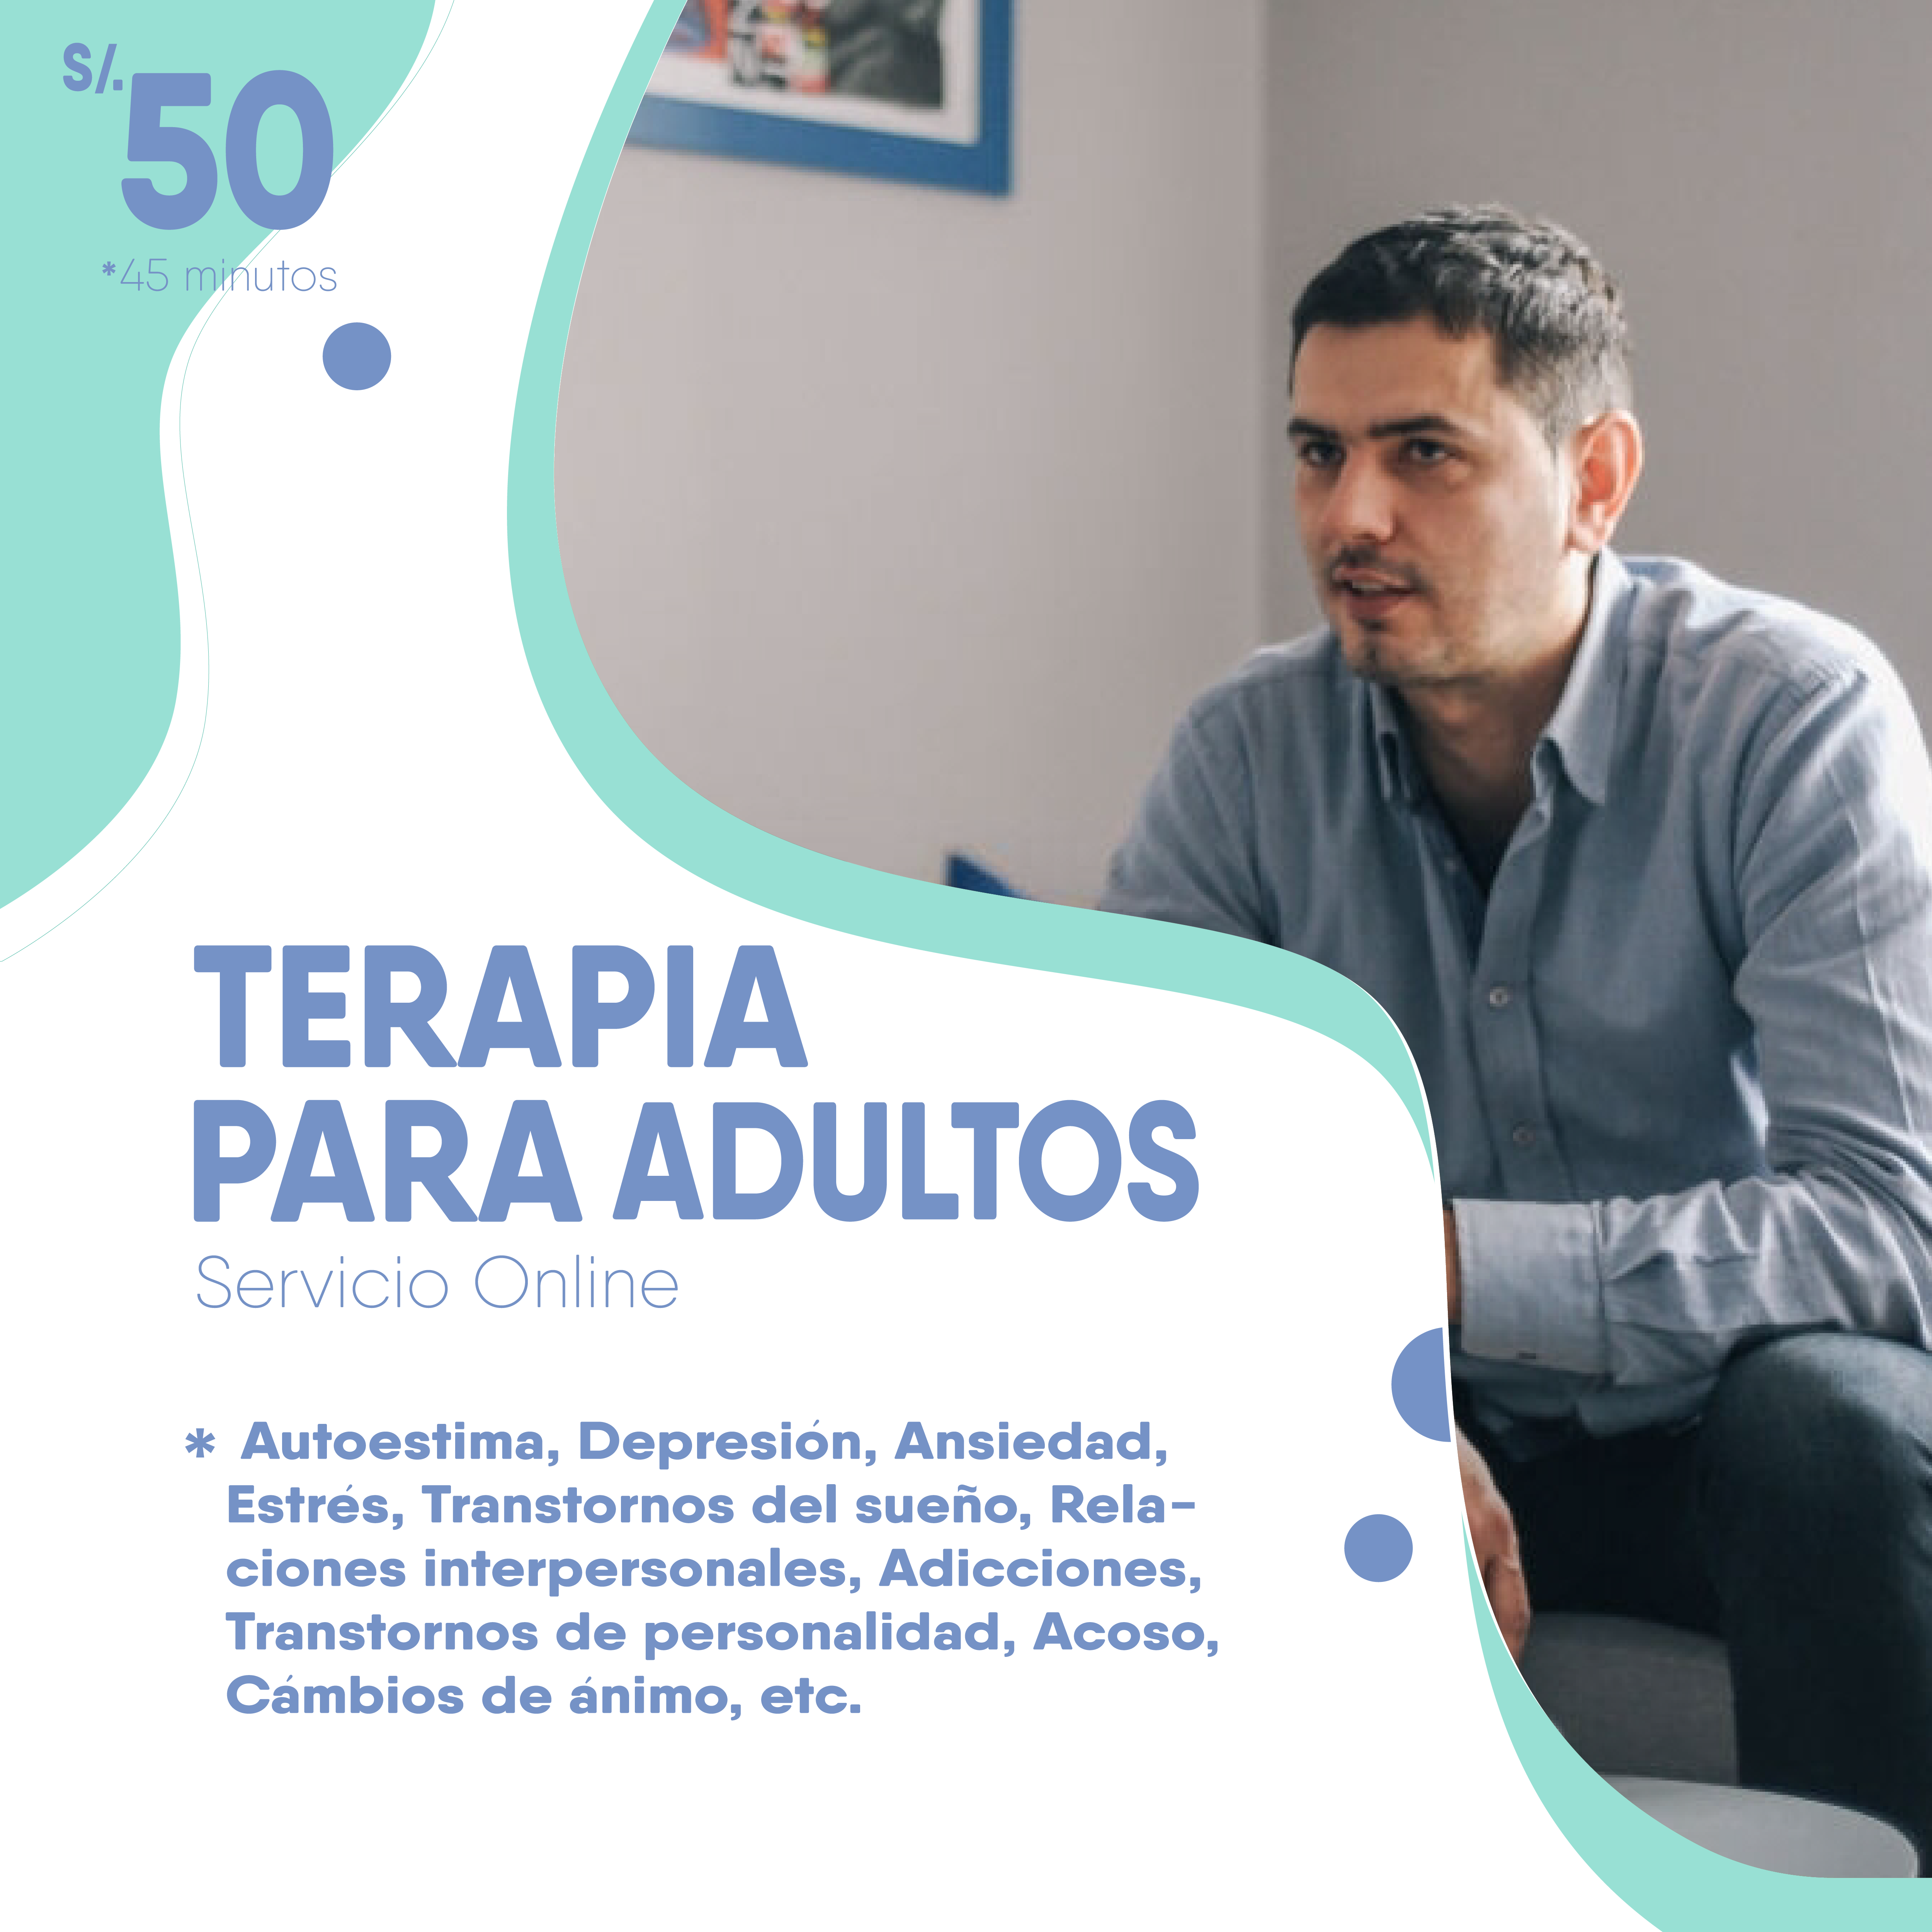 S/.50
*45 minutos
TERAPIA
PARA ADULTOS
Servicio Online
* Autoestima, Depresión, Ansiedad,
Estrés, Transtornos del sueño, Rela-
ciones interpersonales, Adicciones,
Transtornos de personalidad, Acoso,
Cámbios de ánimo, etc.